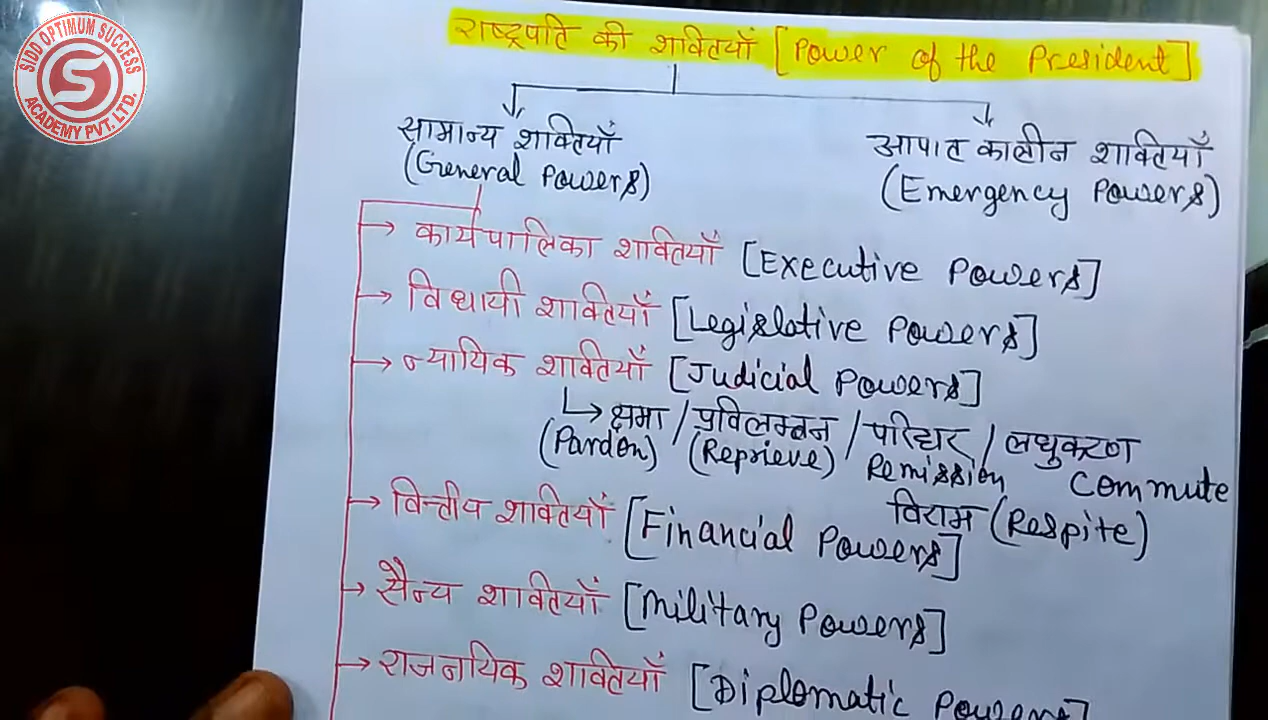 SIDD OPTIMUM SUCCESS
S
ACADEMY PVT. LTD.
राष्ट्रपति की शक्तियाँ [Power of the President]
सामान्य शक्तियाँ
(General Powers)
आपात कालीन शक्तियाँ
(Emergency Powers)
→ कार्यपालिका शक्तियाँ [Executive Powers]
→ विधायी शक्तियाँ [Legislative Powers]
→ न्यायिक शक्तियाँ [Judicial Powers]
↳ क्षमा / प्रविलम्बन / परिहार / लघुकरण
(Pardon) (Reprieve) Remission Commute
विराम (Respite)
→ वित्तीय शक्तियाँ [Financial Powers]
→ सैन्य शक्तियाँ [Military Powers]
→ राजनयिक शक्तियाँ [Diplomatic Powers]